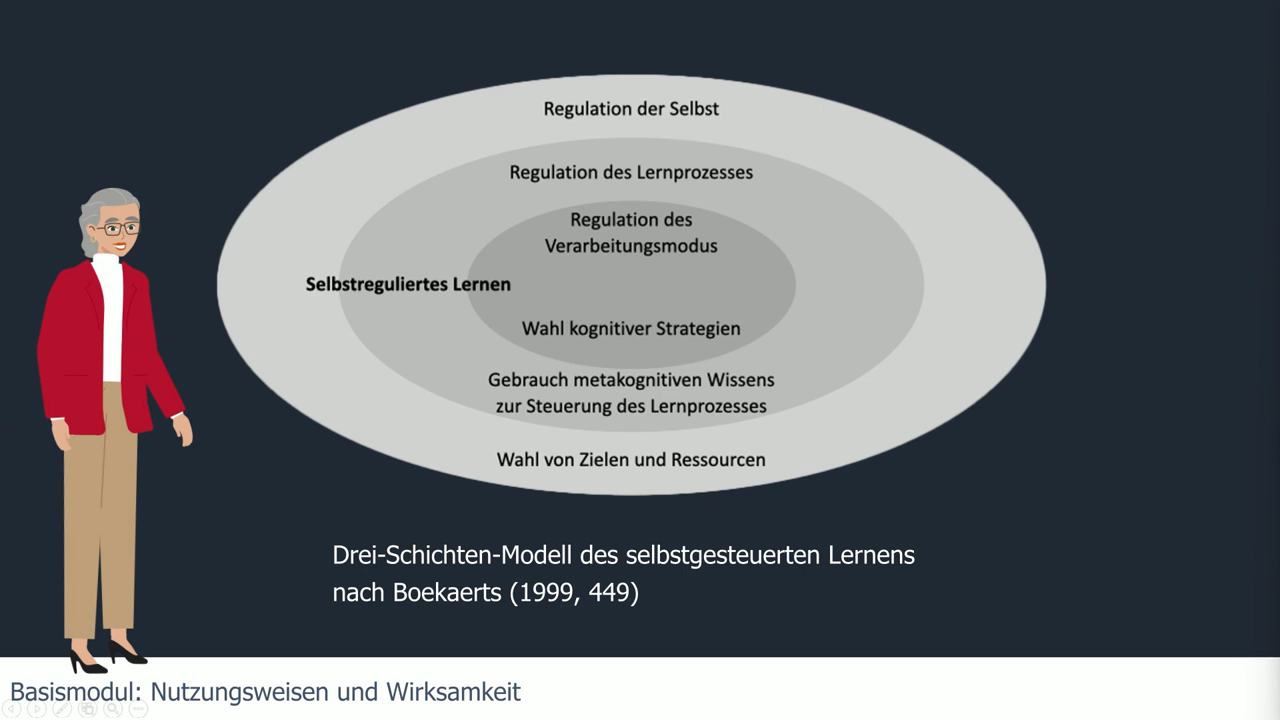 Regulation der Selbst
Regulation des Lernprozesses
Regulation des
Verarbeitungsmodus
Selbstreguliertes Lernen
Wahl kognitiver Strategien
Gebrauch metakognitiven Wissens
zur Steuerung des Lernprozesses
Wahl von Zielen und Ressourcen
Drei-Schichten-Modell des selbstgesteuerten Lernens
nach Boekaerts (1999, 449)
Basismodul: Nutzungsweisen und Wirksamkeit